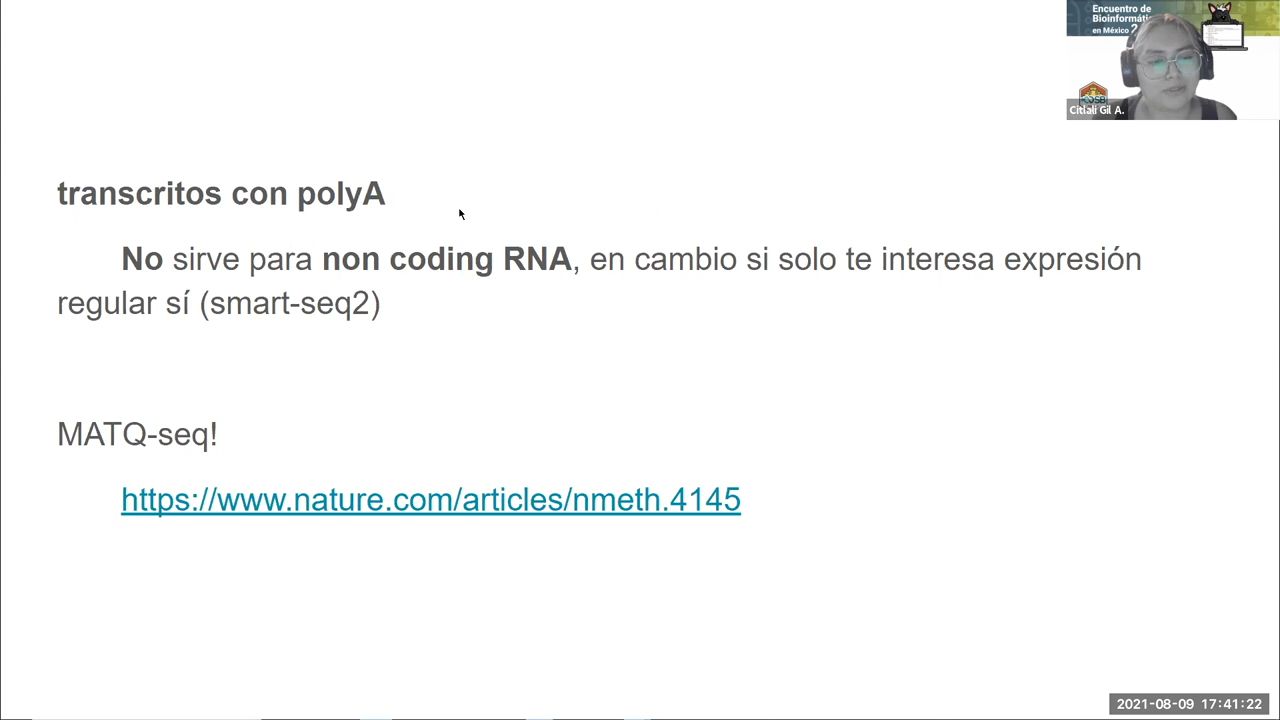 Encuentro de
Bioinformátic
en México 2
Citlali Gil A.
transcritos con polyA
No sirve para non coding RNA, en cambio si solo te interesa expresión
regular sí (smart-seq2)
MATQ-seq!
https://www.nature.com/articles/nmeth.4145
2021-08-09 17:41:22